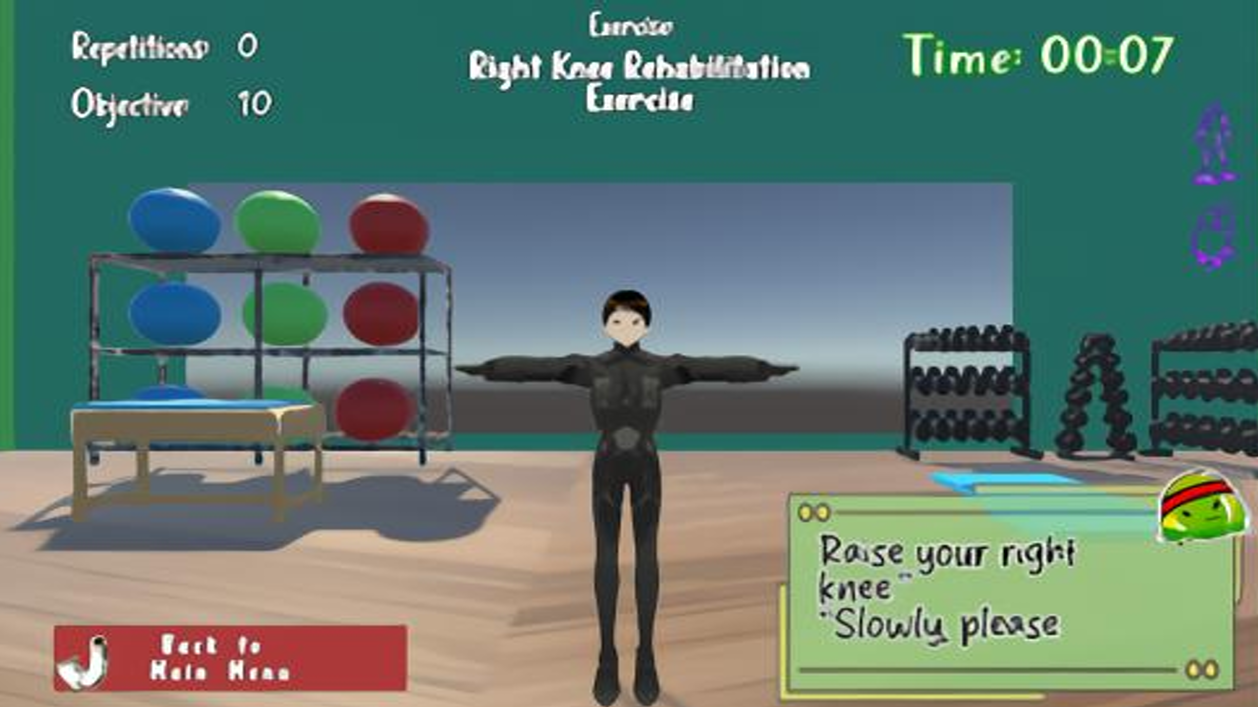 Repetitions 0
Objective 10
Exercise
Right Knee Rehabilitation
Exercise
Time: 00:07
Raise your right
knee"
"Slowly please
Back to
Main Menu